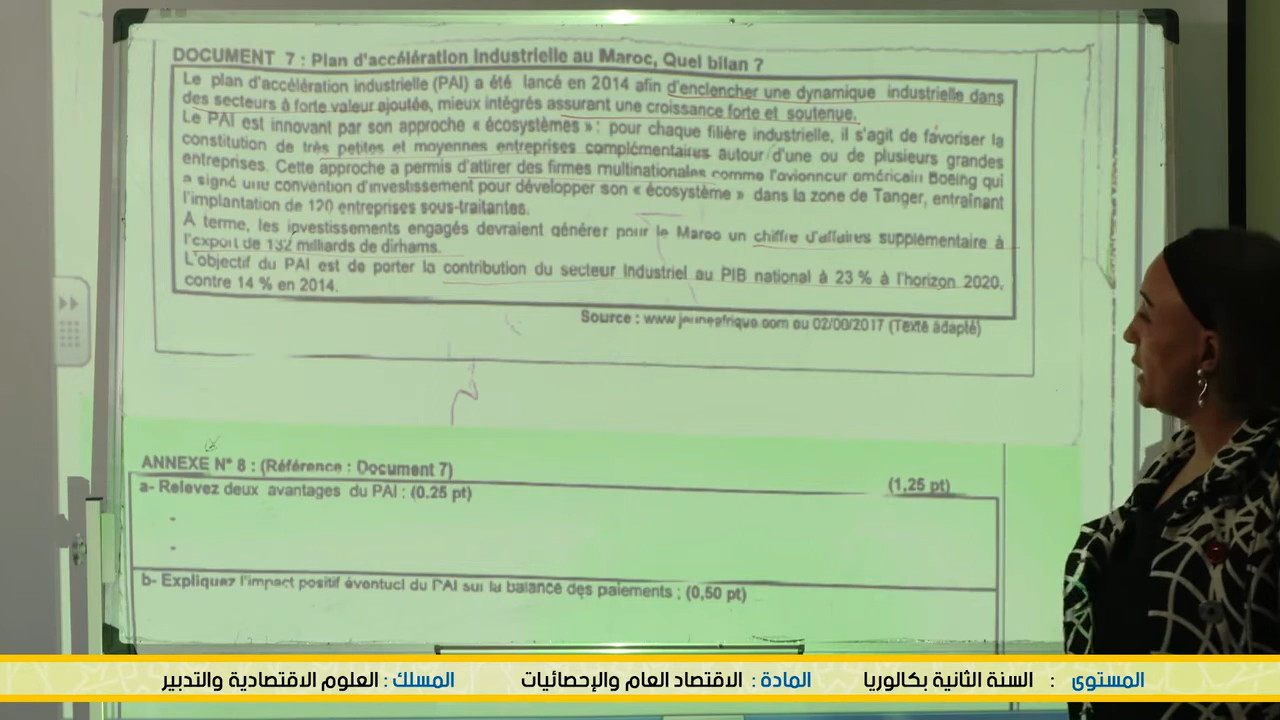 DOCUMENT 7 : Plan d'accélération Industrielle au Maroc, Quel bilan ?
Le plan d'accélération industrielle (PAI) a été lancé en 2014 afin d'enclencher une dynamique industrielle dans
des secteurs à forte valeur ajoutée, mieux intégrés assurant une croissance forte et soutenue.
Le PAI est innovant par son approche « écosystèmes » : pour chaque filière industrielle, il s'agit de favoriser la
constitution de très petites et moyennes entreprises complémentaires autour d'une ou de plusieurs grandes
entreprises. Cette approche a permis d'attirer des firmes multinationales comme l'avionneur américain Boeing qui
a signé une convention d'investissement pour développer son « écosystème » dans la zone de Tanger, entraînant
l'implantation de 120 entreprises sous-traitantes.
A terme, les investissements engagés devraient générer pour le Maroc un chiffre d'affaires supplémentaire à
l'export de 132 milliards de dirhams.
L'objectif du PAI est de porter la contribution du secteur Industriel au PIB national à 23 % à l'horizon 2020,
contre 14 % en 2014.
Source : www.jeuneafrique.com au (Texte adapté)
ANNEXE N° 8 : (Référence : Document 7)
(1,25 pt)
a- Relevez deux avantages du PAI : (0.25 pt)
-
-
b- Expliquez l'impact positif éventuel du PAI sur la balance des paiements : (0,50 pt)
المستوى : السنة الثانية بكالوريا المادة : الاقتصاد العام والإحصائيات المسلك : العلوم الاقتصادية والتدبير